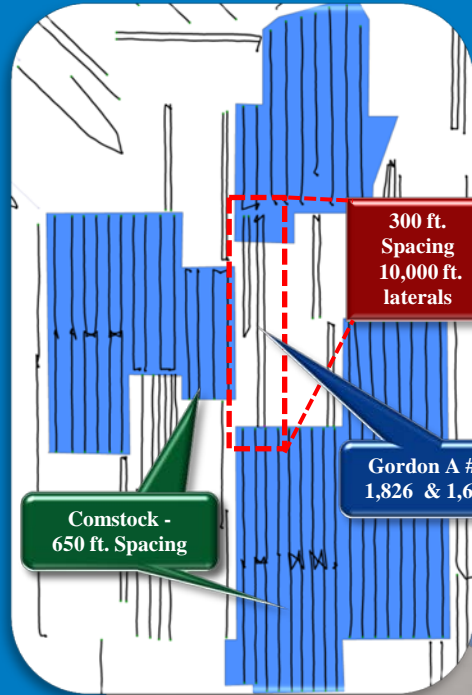 300 ft.
Spacing
10,000 ft.
laterals
Gordon A #
1,826 & 1,6
Comstock -
650 ft. Spacing